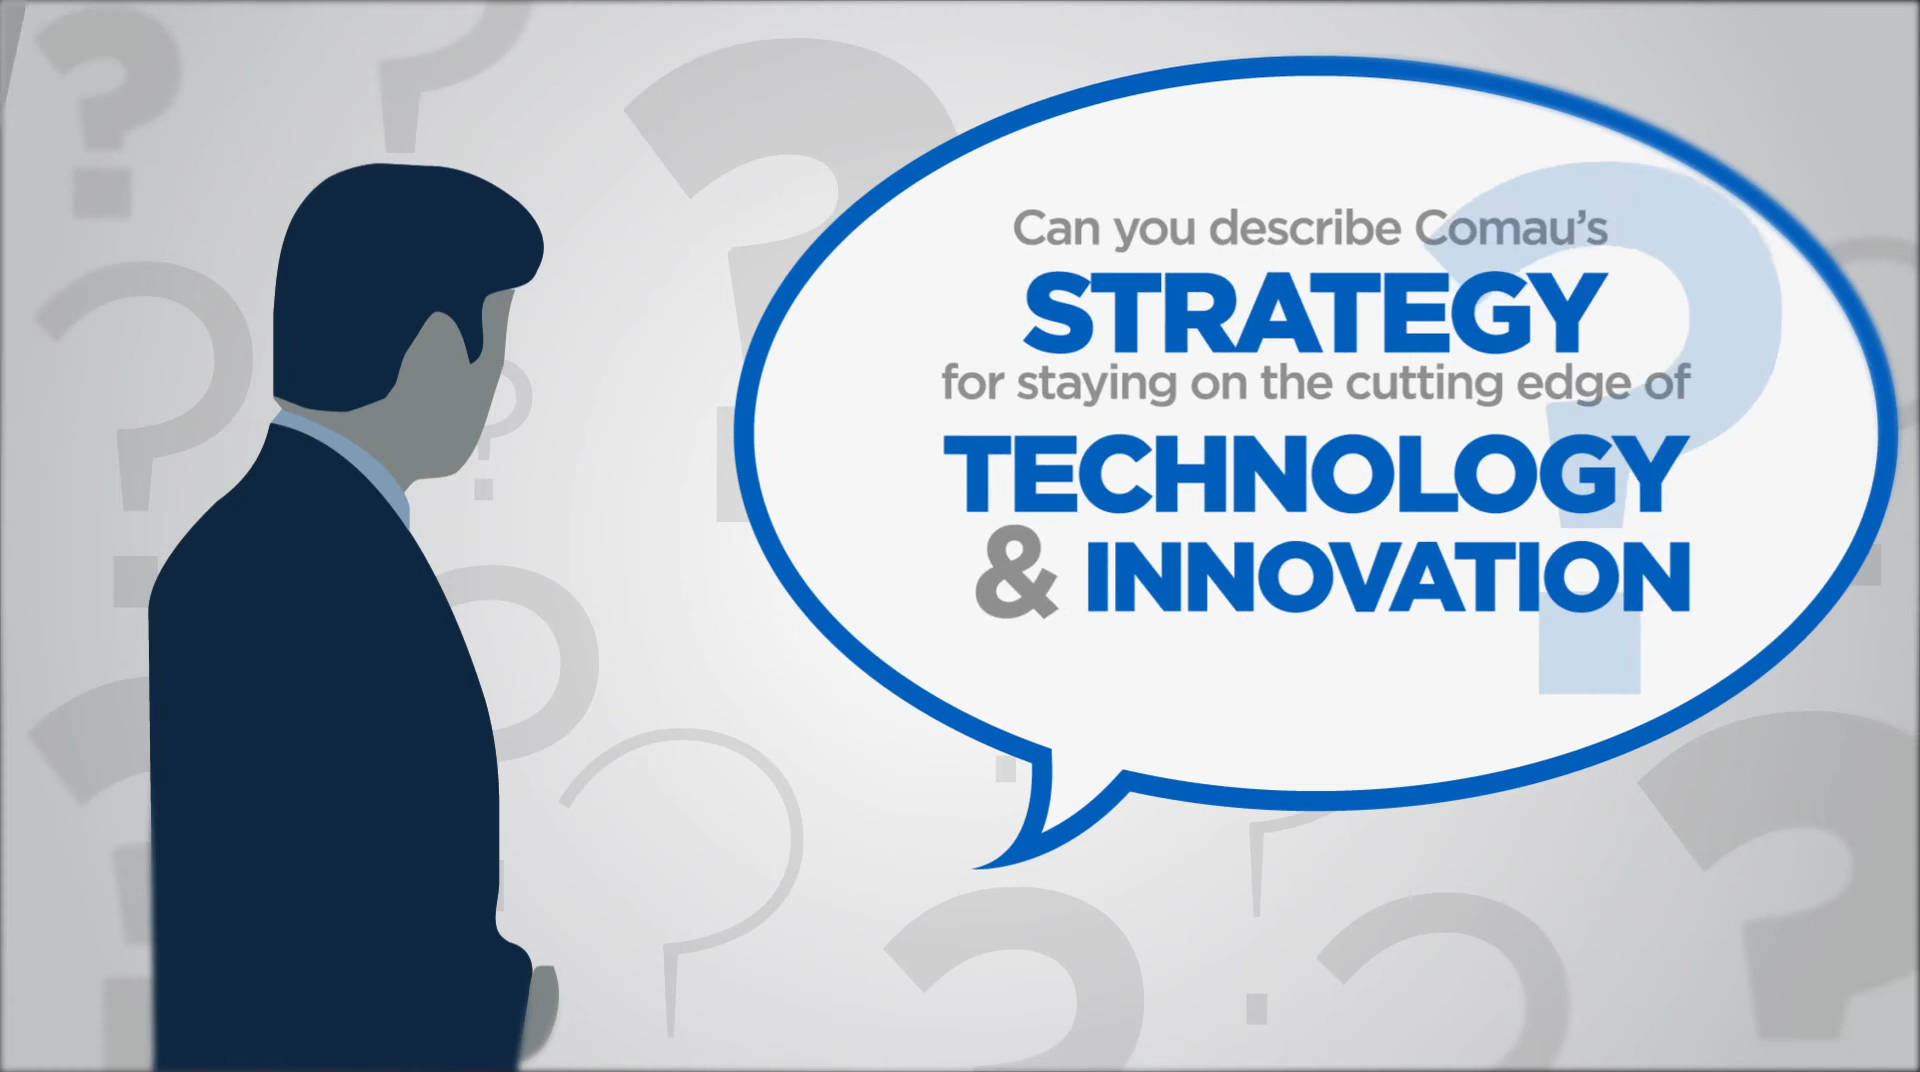 Can you describe Comau's
STRATEGY
for staying on the cutting edge of
TECHNOLOGY
& INNOVATION
?